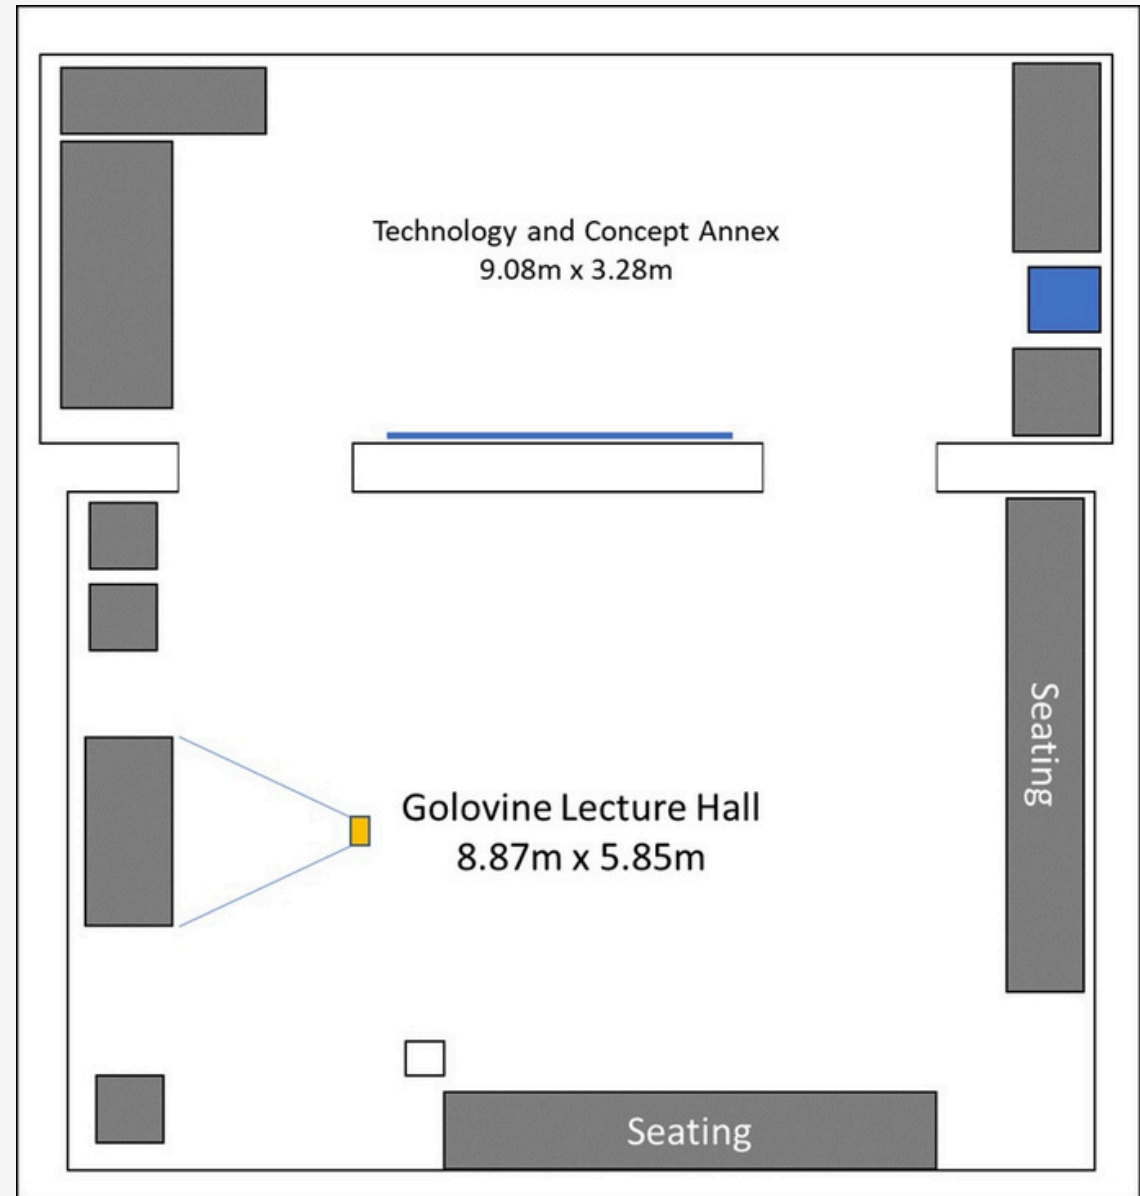 Technology and Concept Annex
9.08m x 3.28m
Seating
Golovine Lecture Hall
8.87m x 5.85m
Seating